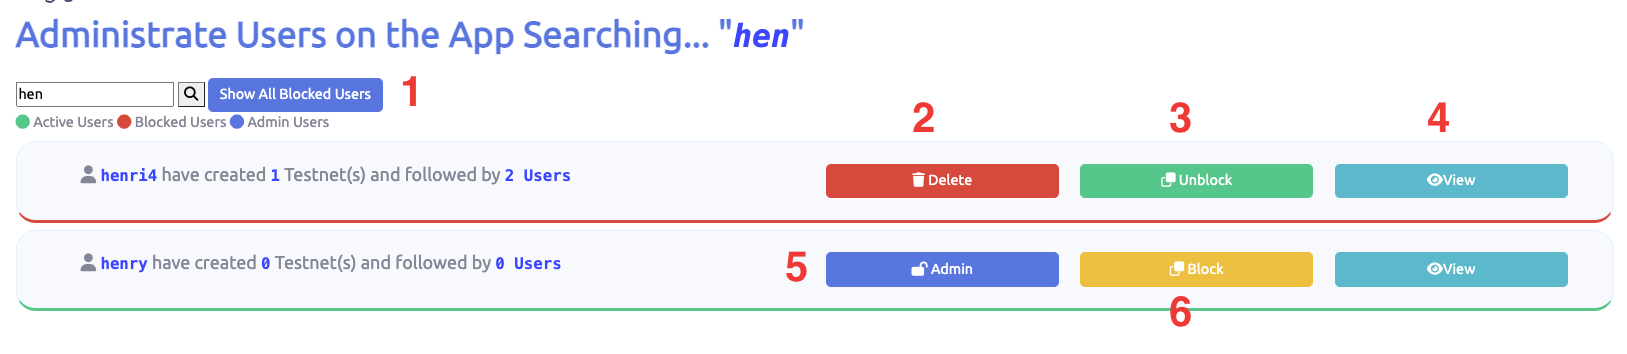 Administrate Users on the App Searching... "hen"
hen Show All Blocked Users 1
Active Users Blocked Users Admin Users
2 3 4
henri4 have created 1 Testnet(s) and followed by 2 Users Delete Unblock View
henry have created 0 Testnet(s) and followed by 0 Users 5 Admin Block View
6